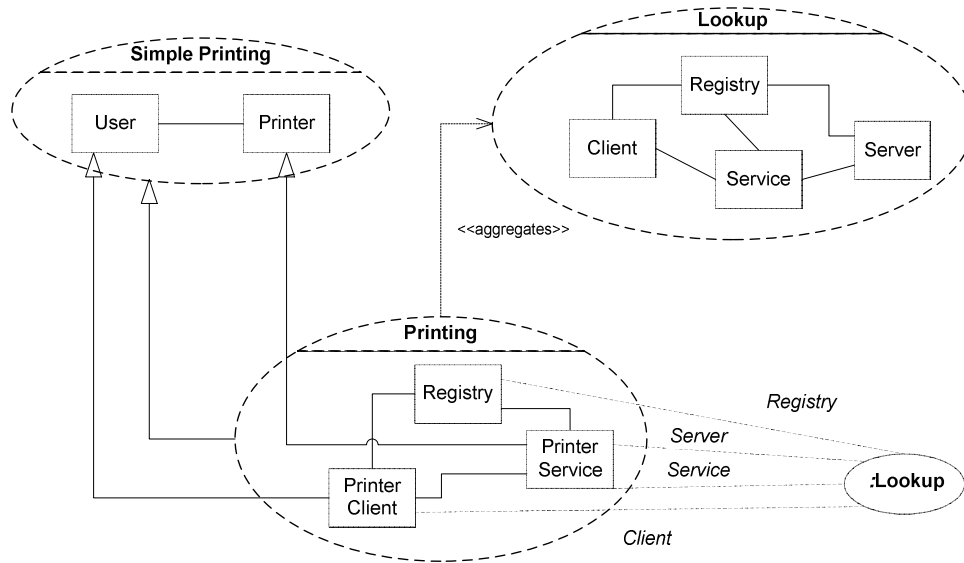 Lookup
Simple Printing
Registry
User
Printer
Client
Server
Service
<<aggregates>>
Printing
Registry
Registry
Server
Printer
Service
Service
Printer
Client
:Lookup
Client